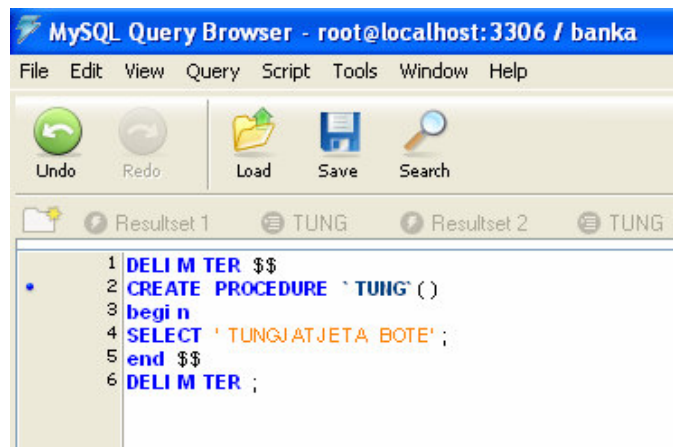 MySQL Query Browser - root@localhost:3306 / banka
File Edit View Query Script Tools Window Help
Undo Redo Load Save Search
Resultset 1 TUNG Resultset 2 TUNG
1 DELIMITER $$
2 CREATE PROCEDURE `TUNG`()
3 begin
4 SELECT ' TUNGJATJETA BOTE';
5 end $$
6 DELIMITER ;